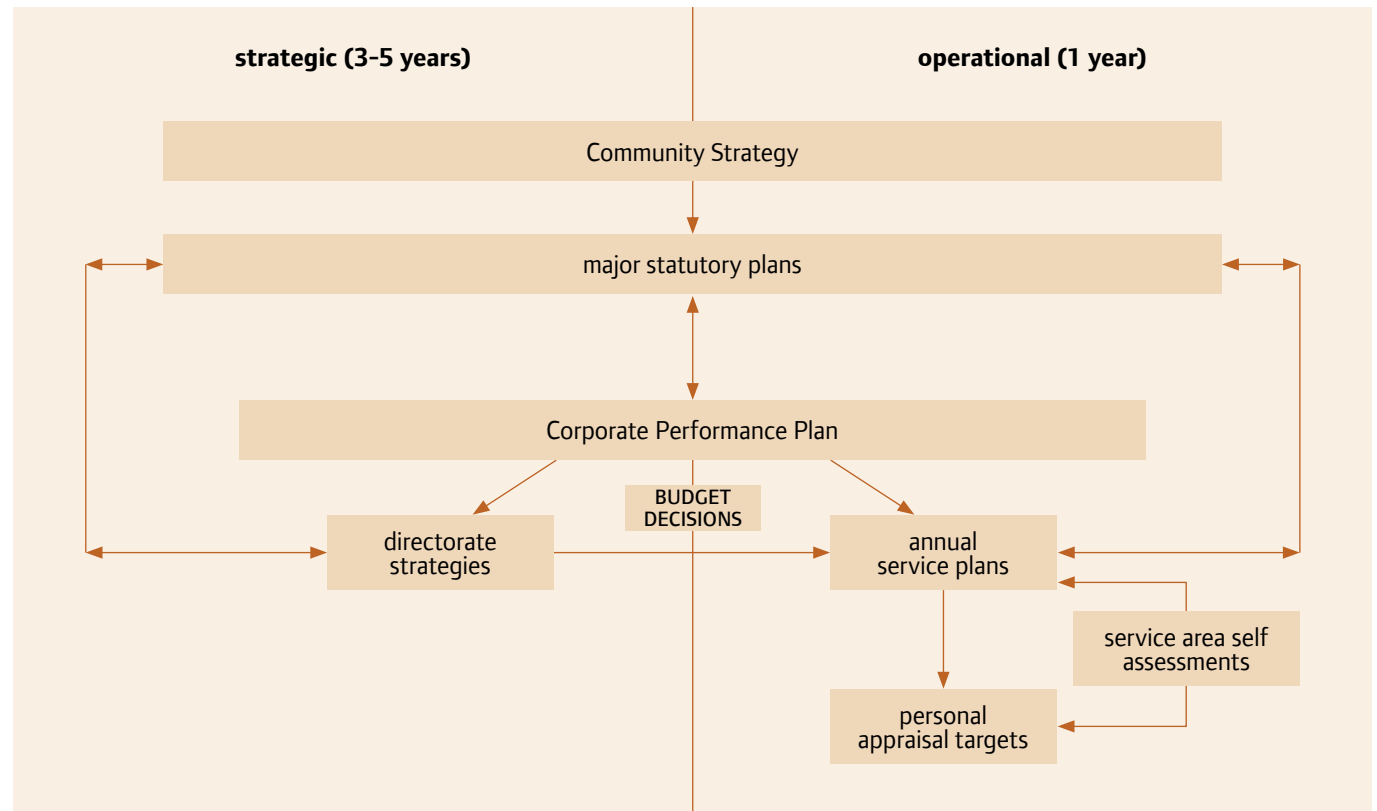 strategic (3-5 years)
operational (1 year)
Community Strategy
major statutory plans
Corporate Performance Plan
BUDGET
DECISIONS
directorate
strategies
annual
service plans
service area self
assessments
personal
appraisal targets